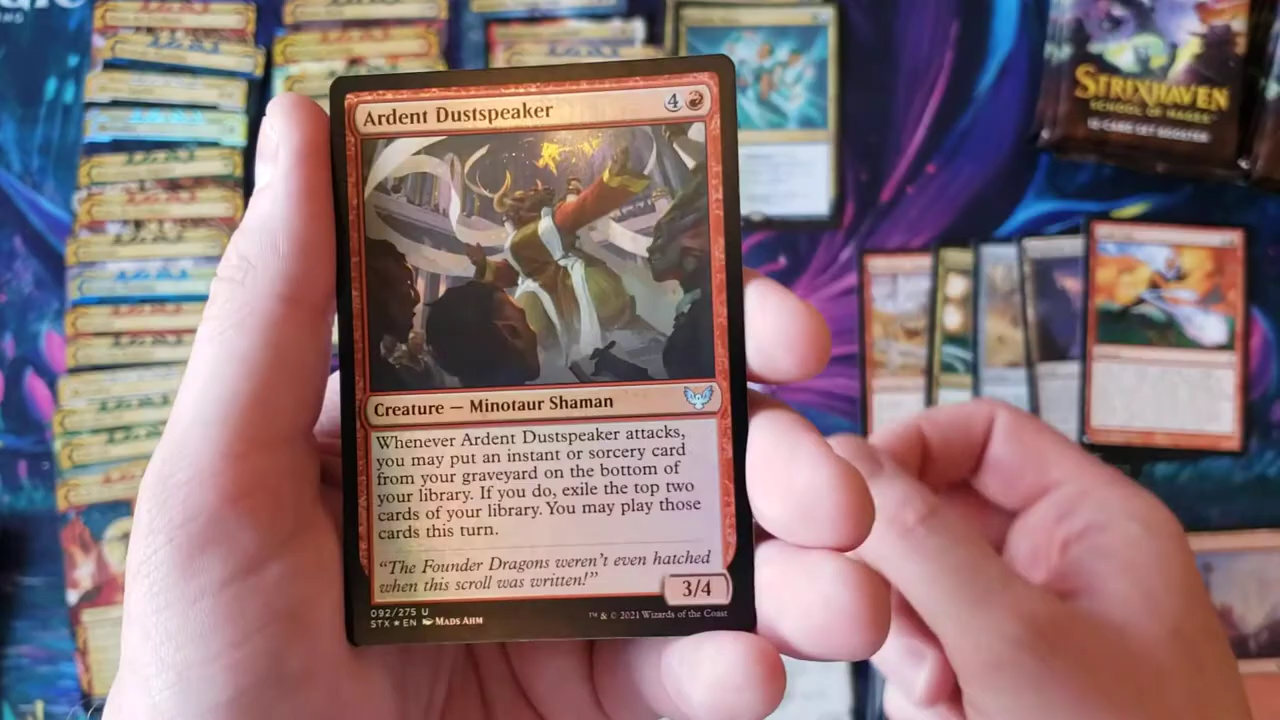 Ardent Dustspeaker 4
Creature — Minotaur Shaman
Whenever Ardent Dustspeaker attacks,
you may put an instant or sorcery card
from your graveyard on the bottom of
your library. If you do, exile the top two
cards of your library. You may play those
cards this turn.
“The Founder Dragons weren’t even hatched
when this scroll was written!”
3/4
092/275 U
STX ★ EN Mads Ahm
™ & © 2021 Wizards of the Coast
STRIXHAVEN
SCHOOL OF MAGES